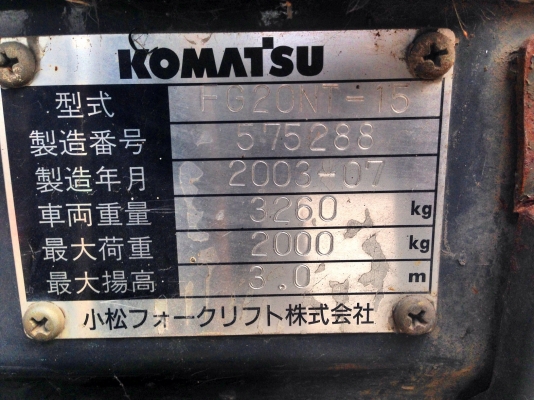 KOMATSU
型式 FG20NT-15
製造番号 575288
製造年月 2003-07
車両重量 3260 kg
最大荷重 2000 kg
最大揚高 3.0 m
小松フォークリフト株式会社